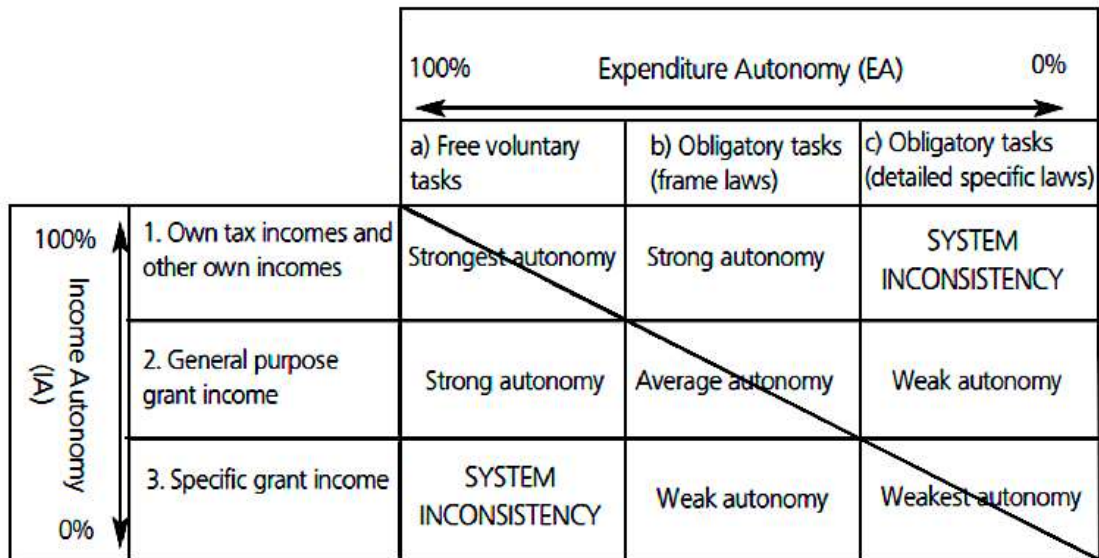 100% Expenditure Autonomy (EA) 0%
a) Free voluntary
tasks
b) Obligatory tasks
(frame laws)
c) Obligatory tasks
(detailed specific laws)
100%
Income Autonomy
(IA)
0%
1. Own tax incomes and
other own incomes
Strongest autonomy
Strong autonomy
SYSTEM
INCONSISTENCY
2. General purpose
grant income
Strong autonomy
Average autonomy
Weak autonomy
3. Specific grant income
SYSTEM
INCONSISTENCY
Weak autonomy
Weakest autonomy